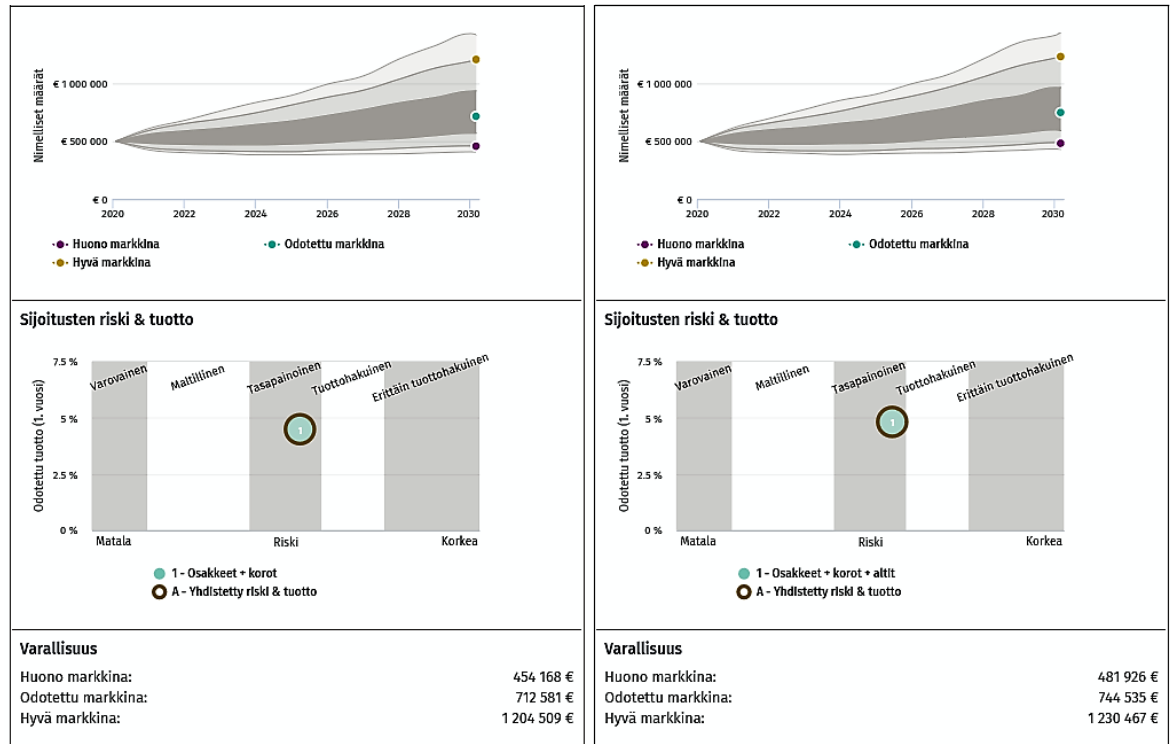 Nimelliset määrät
€ 1 000 000
€ 500 000
€ 0
2020 2022 2024 2026 2028 2030
Huono markkina Odotettu markkina
Hyvä markkina
Sijoitusten riski & tuotto
Odotettu tuotto (1. vuosi)
7.5 %
5 %
2.5 %
0 %
Varovainen Maltillinen Tasapainoinen Tuottohakuinen Erittäin tuottohakuinen
1
Matala Riski Korkea
1 - Osakkeet + korot
A - Yhdistetty riski & tuotto
Varallisuus
Huono markkina: 454 168 €
Odotettu markkina: 712 581 €
Hyvä markkina: 1 204 509 €
Nimelliset määrät
€ 1 000 000
€ 500 000
€ 0
2020 2022 2024 2026 2028 2030
Huono markkina Odotettu markkina
Hyvä markkina
Sijoitusten riski & tuotto
Odotettu tuotto (1. vuosi)
7.5 %
5 %
2.5 %
0 %
Varovainen Maltillinen Tasapainoinen Tuottohakuinen Erittäin tuottohakuinen
1
Matala Riski Korkea
1 - Osakkeet + korot + altit
A - Yhdistetty riski & tuotto
Varallisuus
Huono markkina: 481 926 €
Odotettu markkina: 744 535 €
Hyvä markkina: 1 230 467 €